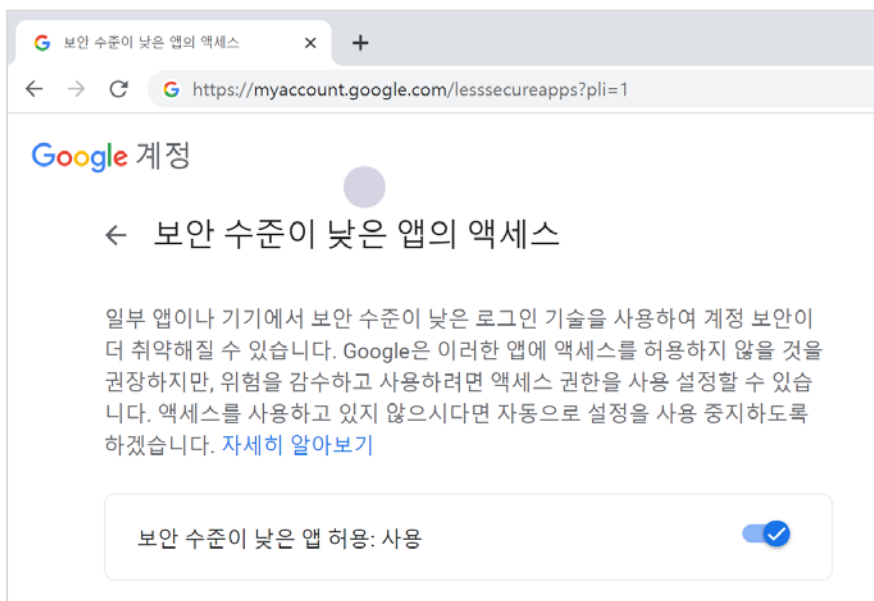 보안 수준이 낮은 앱의 액세스
https://myaccount.google.com/lesssecureapps?pli=1
Google 계정
보안 수준이 낮은 앱의 액세스
일부 앱이나 기기에서 보안 수준이 낮은 로그인 기술을 사용하여 계정 보안이
더 취약해질 수 있습니다. Google은 이러한 앱에 액세스를 허용하지 않을 것을
권장하지만, 위험을 감수하고 사용하려면 액세스 권한을 사용 설정할 수 있습
니다. 액세스를 사용하고 있지 않으시다면 자동으로 설정을 사용 중지하도록
하겠습니다. 자세히 알아보기
보안 수준이 낮은 앱 허용: 사용